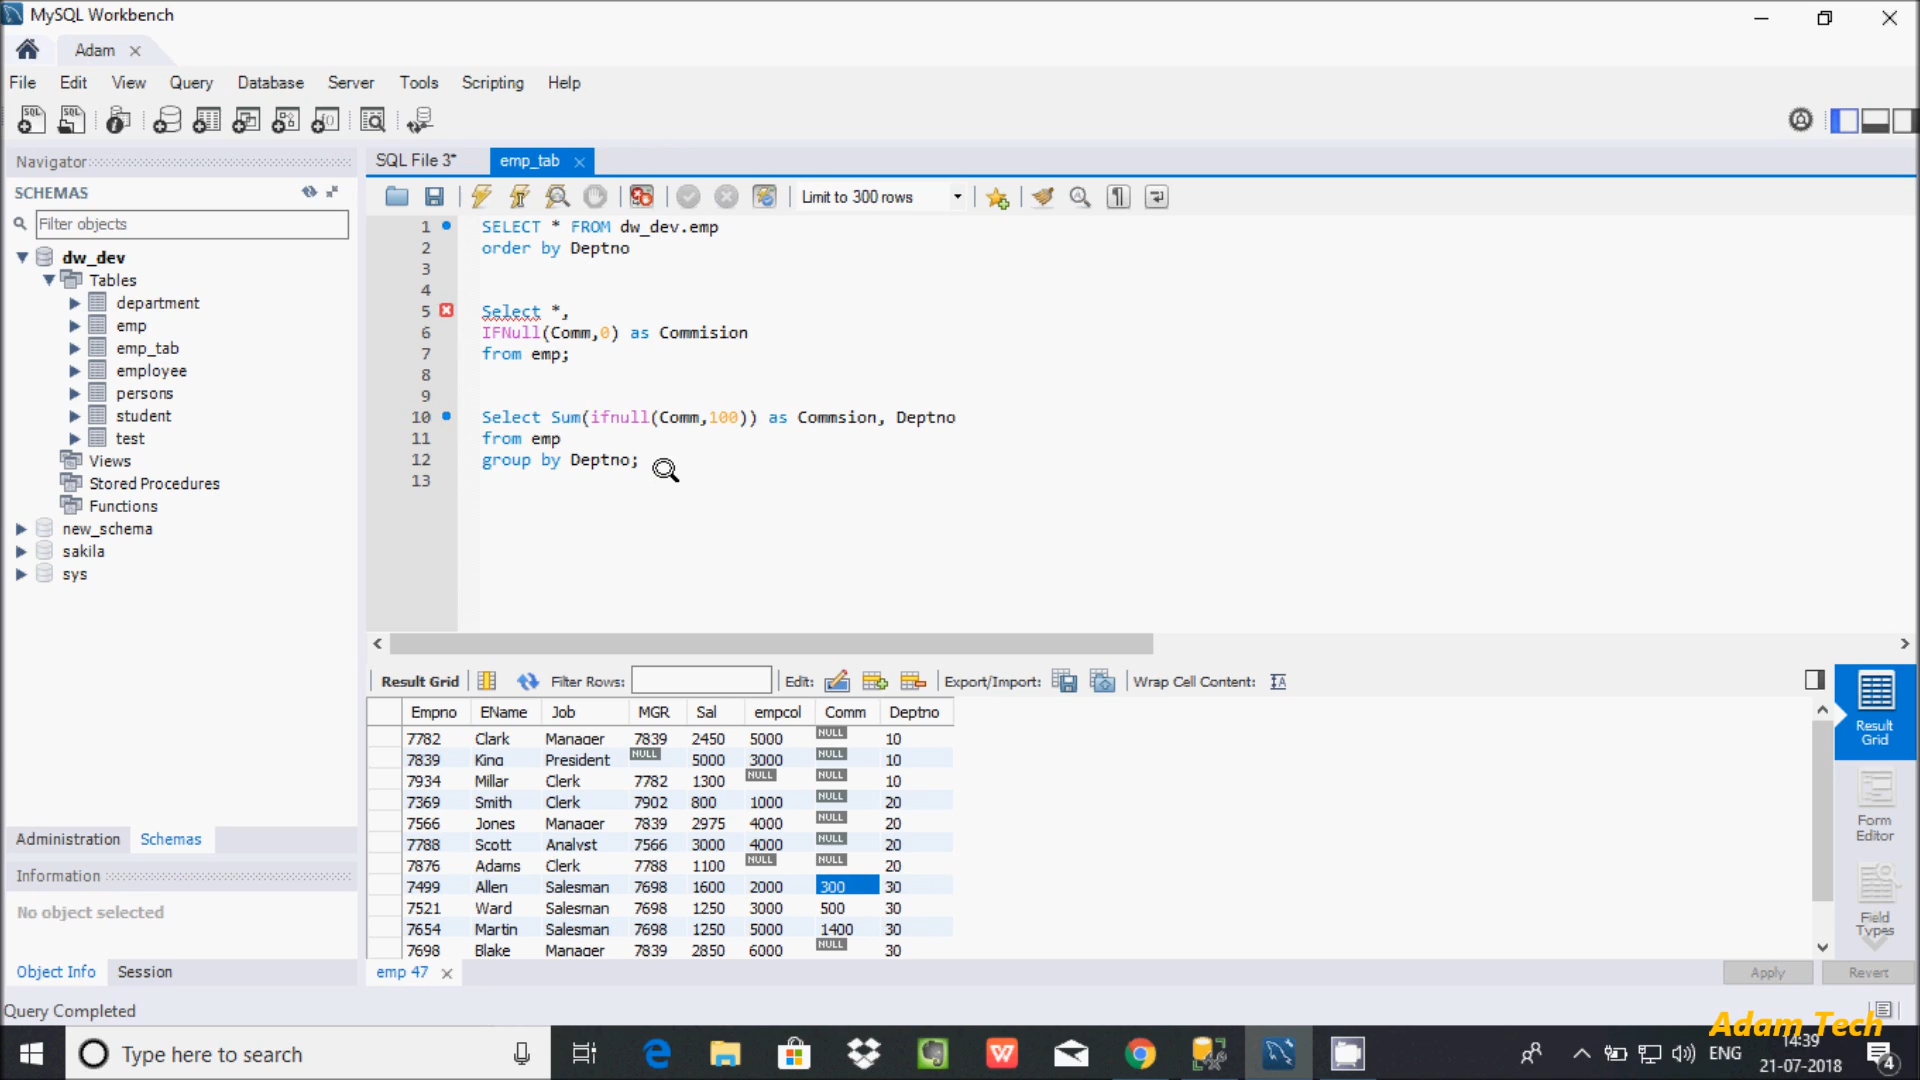 MySQL Workbench
Adam
File Edit View Query Database Server Tools Scripting Help
Navigator
SCHEMAS
Filter objects
dw_dev
Tables
department
emp
emp_tab
employee
persons
student
test
Views
Stored Procedures
Functions
new_schema
sakila
sys
Administration Schemas
Information
No object selected
Object Info Session
SQL File 3* emp_tab
Limit to 300 rows
1 SELECT * FROM dw_dev.emp
2 order by Deptno
3
4
5 Select *,
6 IFNull(Comm,0) as Commision
7 from emp;
8
9
10 Select Sum(ifnull(Comm,100)) as Commsion, Deptno
11 from emp
12 group by Deptno;
13
Result Grid Filter Rows: Edit: Export/Import: Wrap Cell Content:
Empno EName Job MGR Sal empcol Comm Deptno
7782 Clark Manager 7839 2450 5000 NULL 10
7839 King President NULL 5000 3000 NULL 10
7934 Millar Clerk 7782 1300 NULL NULL 10
7369 Smith Clerk 7902 800 1000 NULL 20
7566 Jones Manager 7839 2975 4000 NULL 20
7788 Scott Analyst 7566 3000 4000 NULL 20
7876 Adams Clerk 7788 1100 NULL NULL 20
7499 Allen Salesman 7698 1600 2000 300 30
7521 Ward Salesman 7698 1250 3000 500 30
7654 Martin Salesman 7698 1250 5000 1400 30
7698 Blake Manager 7839 2850 6000 NULL 30
Result
Grid
Form
Editor
Field
Types
emp 47
Apply Revert
Query Completed
Adam Tech
Type here to search
ENG
14:39
21-07-2018
4